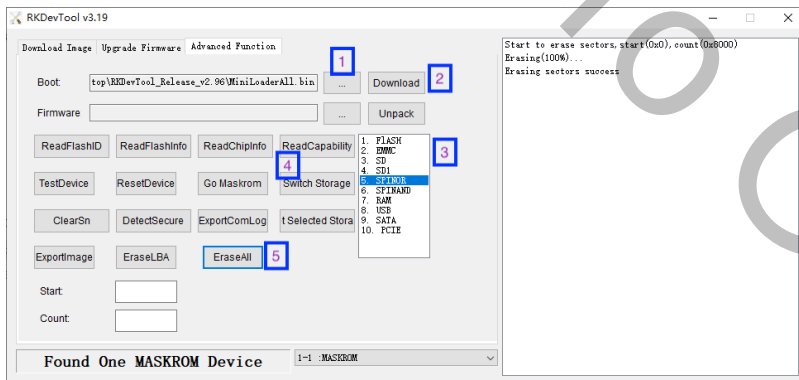 RKDevTool v3.19
Download Image Upgrade Firmware Advanced Function
Boot: top\RKDevTool_Release_v2.96\MiniLoaderAll.bin ... Download
1
2
Firmware ... Unpack
ReadFlashID ReadFlashInfo ReadChipInfo ReadCapability
TestDevice ResetDevice Go Maskrom Switch Storage
4
ClearSn DetectSecure ExportComLog t Selected Stora
ExportImage EraseLBA EraseAll
5
1. FlASH
2. EMMC
3. SD
4. SD1
5. SPINOR
6. SPINAND
7. RAM
8. USB
9. SATA
10. PCIE
3
Start:
Count:
Found One MASKROM Device
1-1 :MASKROM
Start to erase sectors,start(0x0),count(0x8000)
Erasing(100%)...
Erasing sectors success